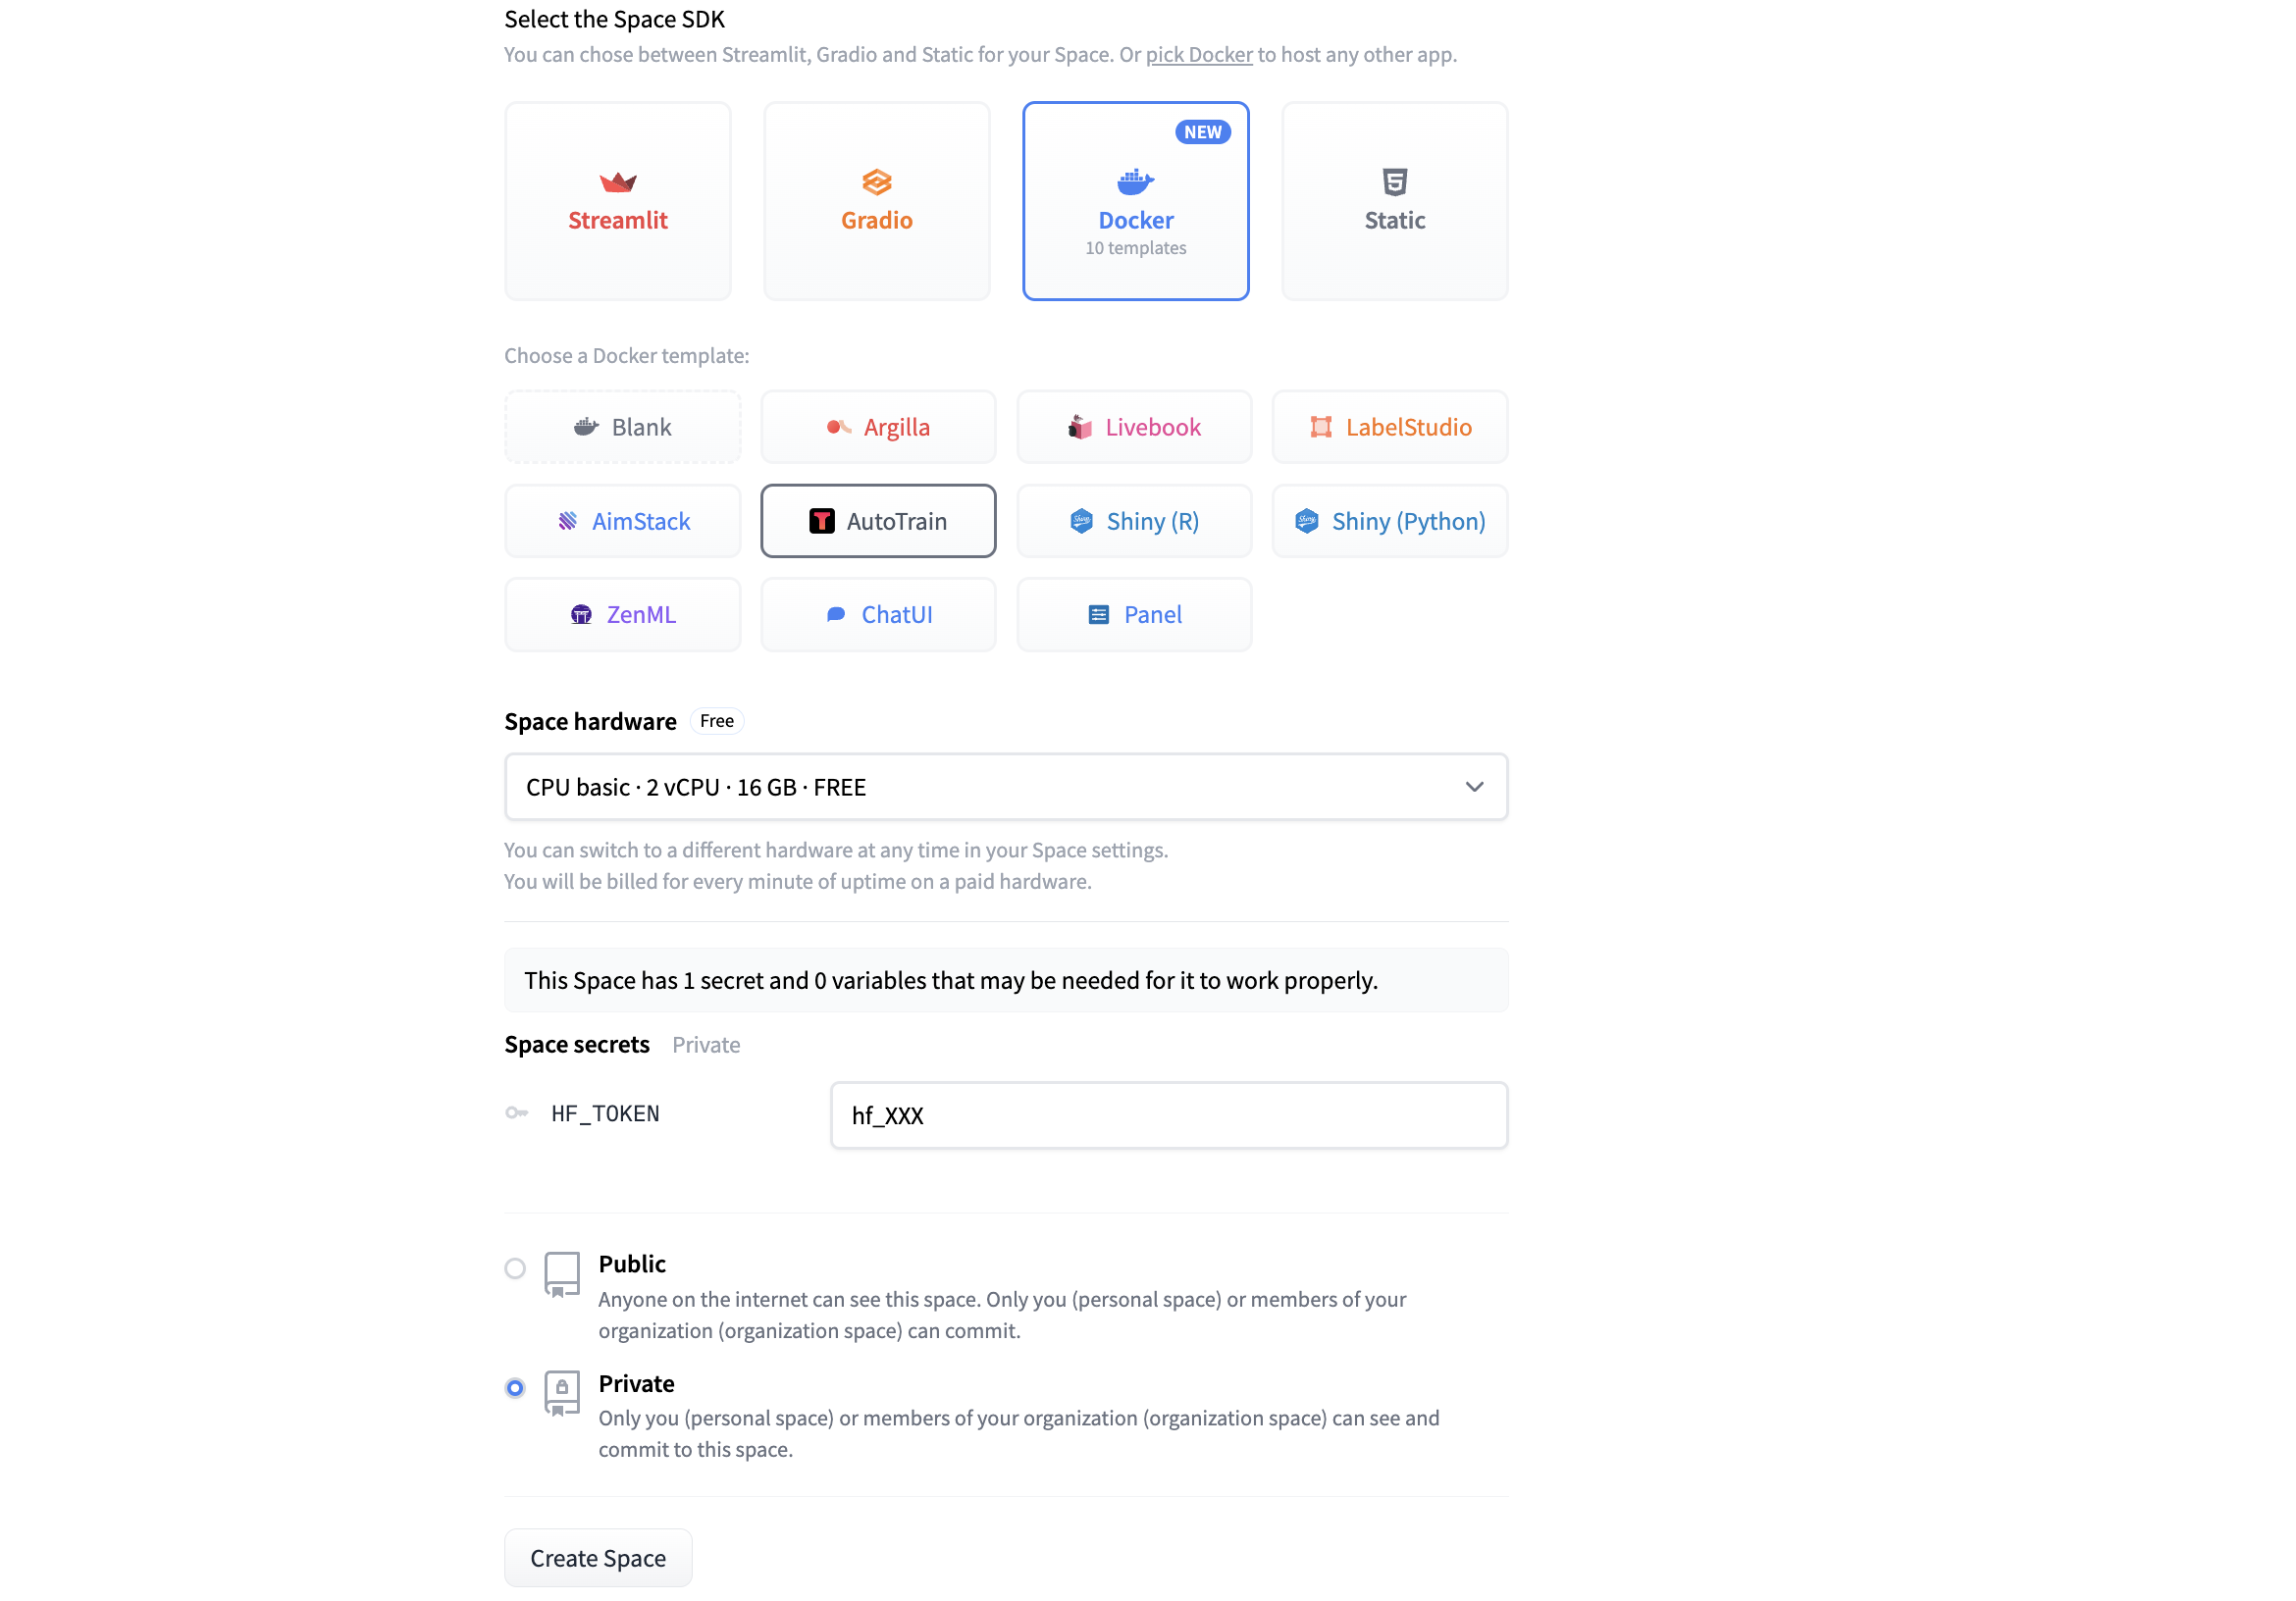 Select the Space SDK
You can chose between Streamlit, Gradio and Static for your Space. Or pick Docker to host any other app.
Streamlit
Gradio
NEW
Docker
10 templates
Static
Choose a Docker template:
Blank
Argilla
Livebook
LabelStudio
AimStack
AutoTrain
Shiny (R)
Shiny (Python)
ZenML
ChatUI
Panel
Space hardware Free
CPU basic · 2 vCPU · 16 GB · FREE
You can switch to a different hardware at any time in your Space settings.
You will be billed for every minute of uptime on a paid hardware.
This Space has 1 secret and 0 variables that may be needed for it to work properly.
Space secrets Private
HF_TOKEN
hf_XXX
Public
Anyone on the internet can see this space. Only you (personal space) or members of your
organization (organization space) can commit.
Private
Only you (personal space) or members of your organization (organization space) can see and
commit to this space.
Create Space